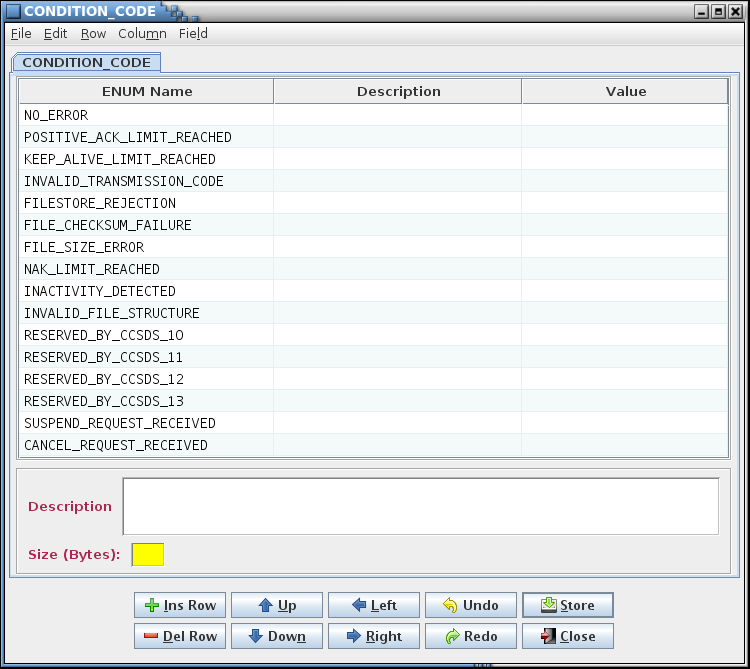 CONDITION_CODE
File Edit Row Column Field
CONDITION_CODE
ENUM Name Description Value
NO_ERROR
POSITIVE_ACK_LIMIT_REACHED
KEEP_ALIVE_LIMIT_REACHED
INVALID_TRANSMISSION_CODE
FILESTORE_REJECTION
FILE_CHECKSUM_FAILURE
FILE_SIZE_ERROR
NAK_LIMIT_REACHED
INACTIVITY_DETECTED
INVALID_FILE_STRUCTURE
RESERVED_BY_CCSDS_10
RESERVED_BY_CCSDS_11
RESERVED_BY_CCSDS_12
RESERVED_BY_CCSDS_13
SUSPEND_REQUEST_RECEIVED
CANCEL_REQUEST_RECEIVED
Description
Size (Bytes):
Ins Row Up Left Undo Store
Del Row Down Right Redo Close